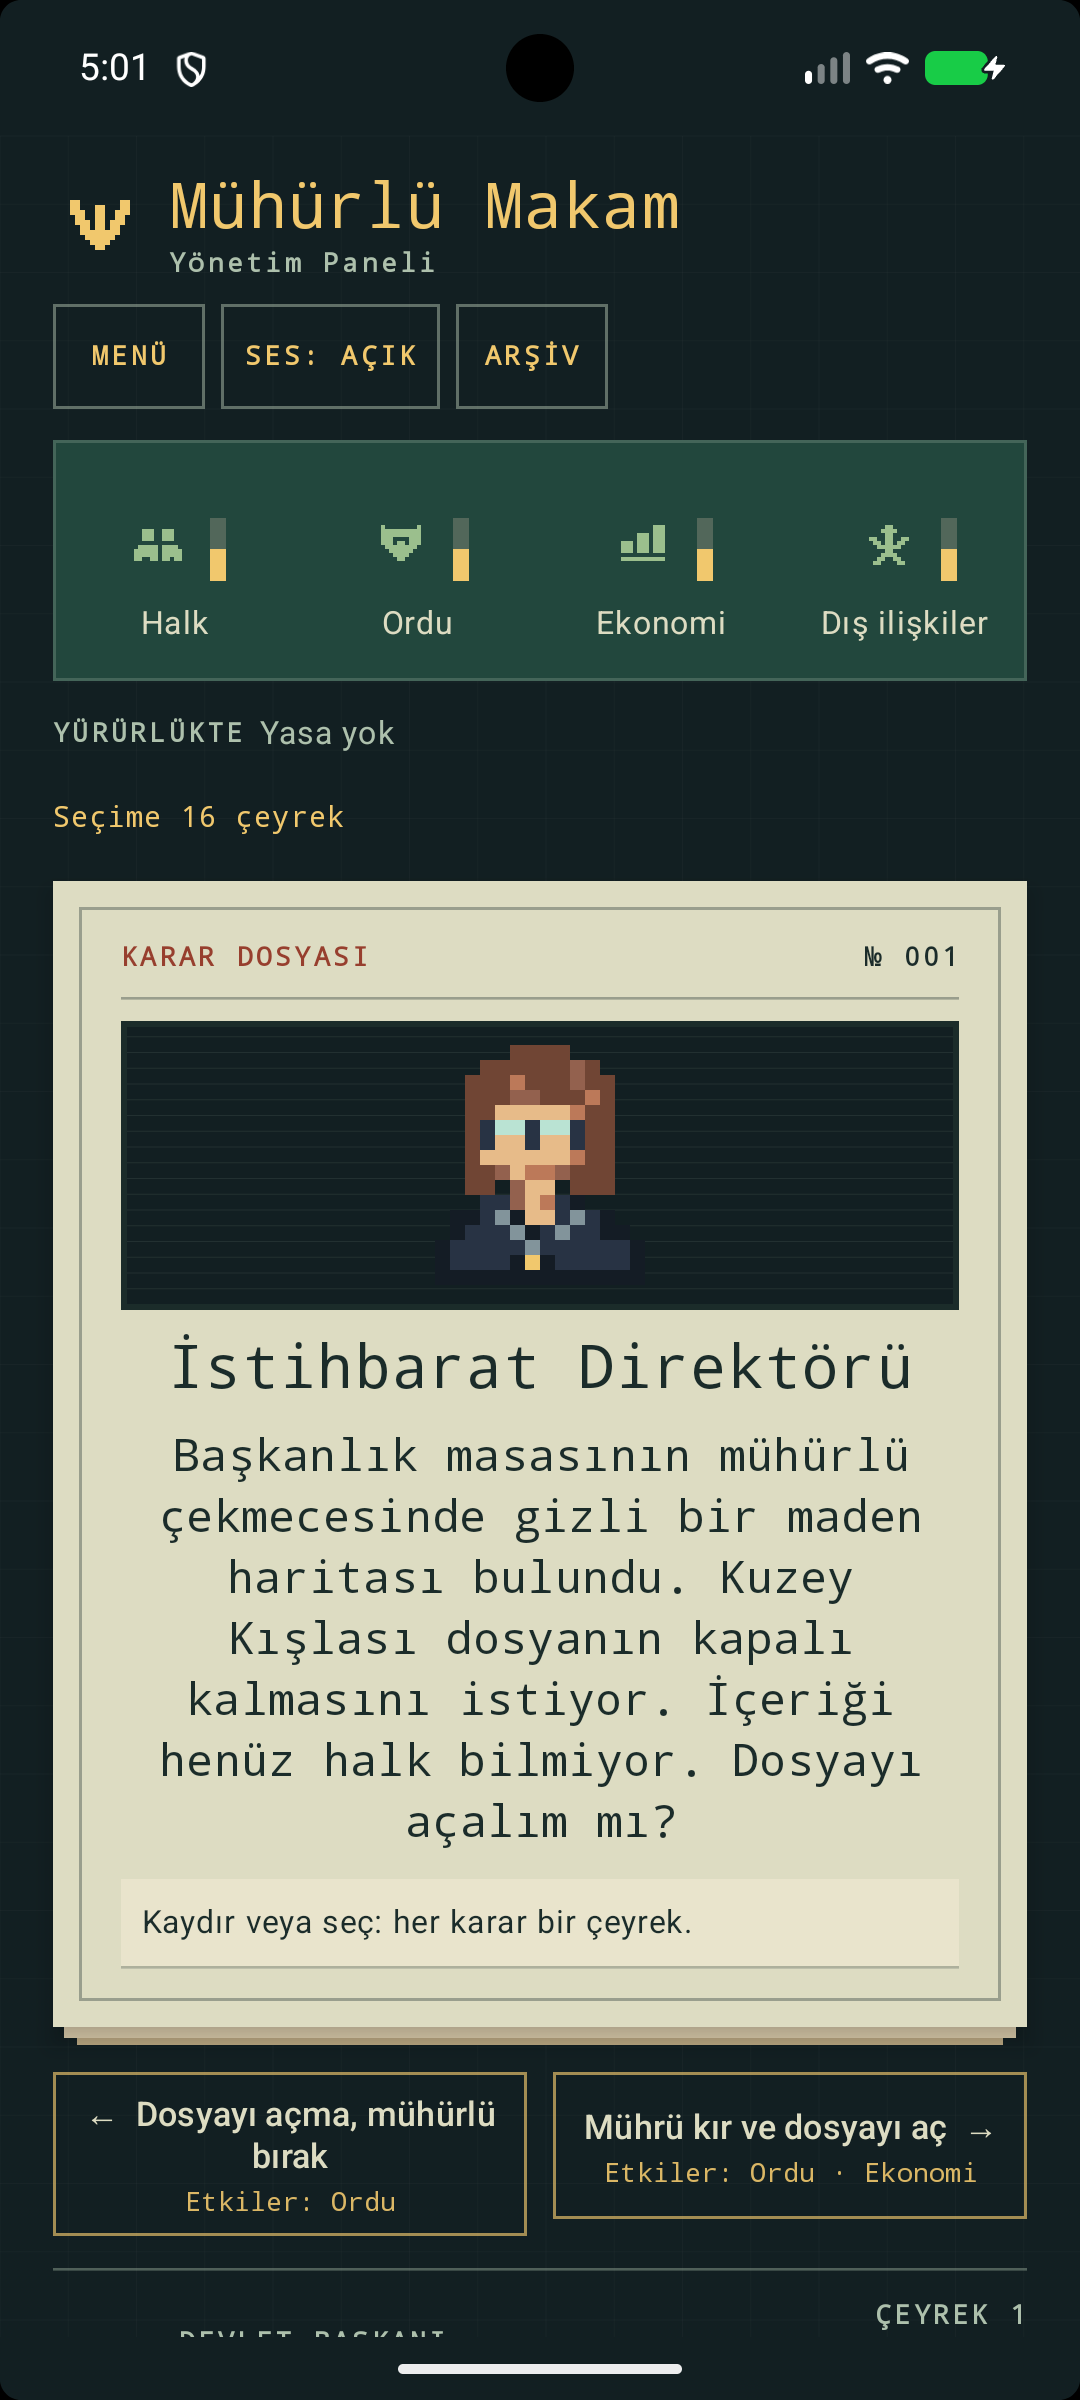 5:01
Mühürlü Makam
Yönetim Paneli
MENÜ
SES: AÇIK
ARŞİV
Halk
Ordu
Ekonomi
Dış ilişkiler
YÜRÜRLÜKTE Yasa yok
Seçime 16 çeyrek
KARAR DOSYASI
№ 001
İstihbarat Direktörü
Başkanlık masasının mühürlü
çekmecesinde gizli bir maden
haritası bulundu. Kuzey
Kışlası dosyanın kapalı
kalmasını istiyor. İçeriği
henüz halk bilmiyor. Dosyayı
açalım mı?
Kaydır veya seç: her karar bir çeyrek.
← Dosyayı açma, mühürlü
bırak
Etkiler: Ordu
Mührü kır ve dosyayı aç →
Etkiler: Ordu · Ekonomi
ÇEYREK 1
DEVLET BAŞKANI